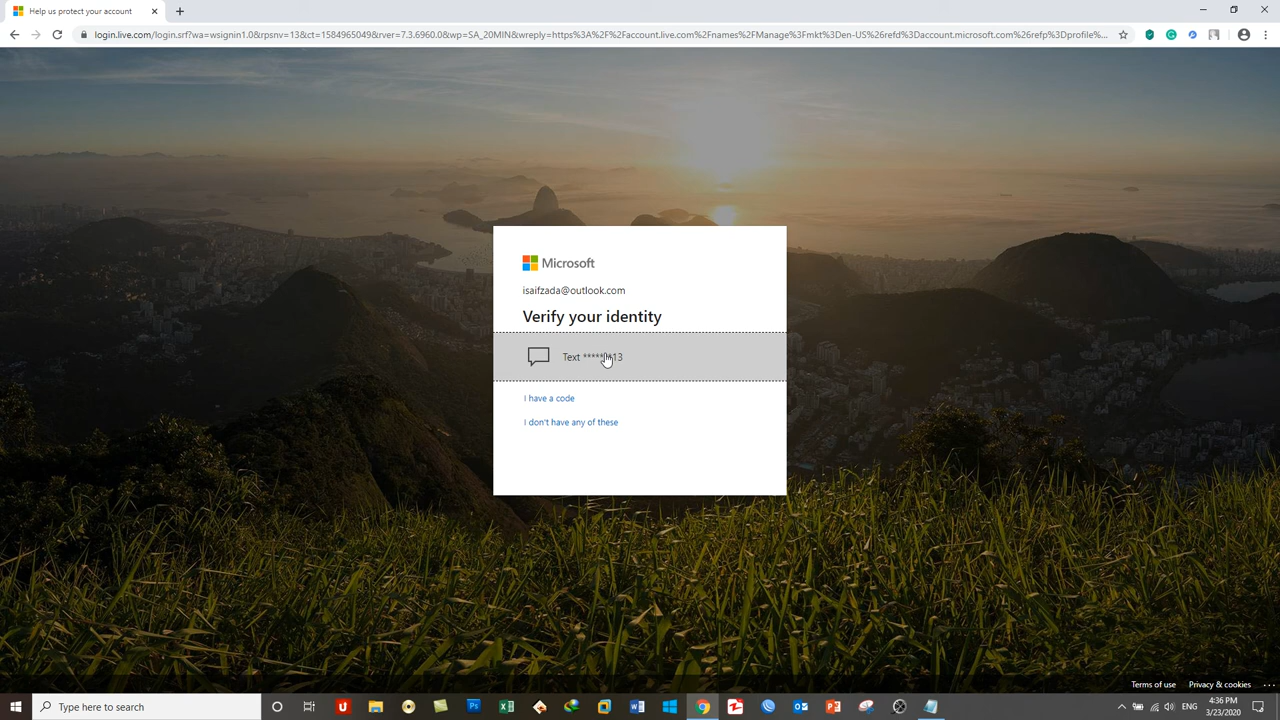 Help us protect your account
login.live.com/login.srf?wa=wsignin1.0&rpsnv=13&ct=1584965049&rver=7.3.6960.0&wp=SA_20MIN&wreply=https%3A%2F%2Faccount.live.com%2Fnames%2FManage%3Fmkt%3Den-US%26refd%3Daccount.microsoft.com%26refp%3Dprofile%...
Microsoft
isaifzada@outlook.com
Verify your identity
Text *****13
I have a code
I don't have any of these
Terms of use
Privacy & cookies
...
Type here to search
ENG
4:36 PM
3/23/2020